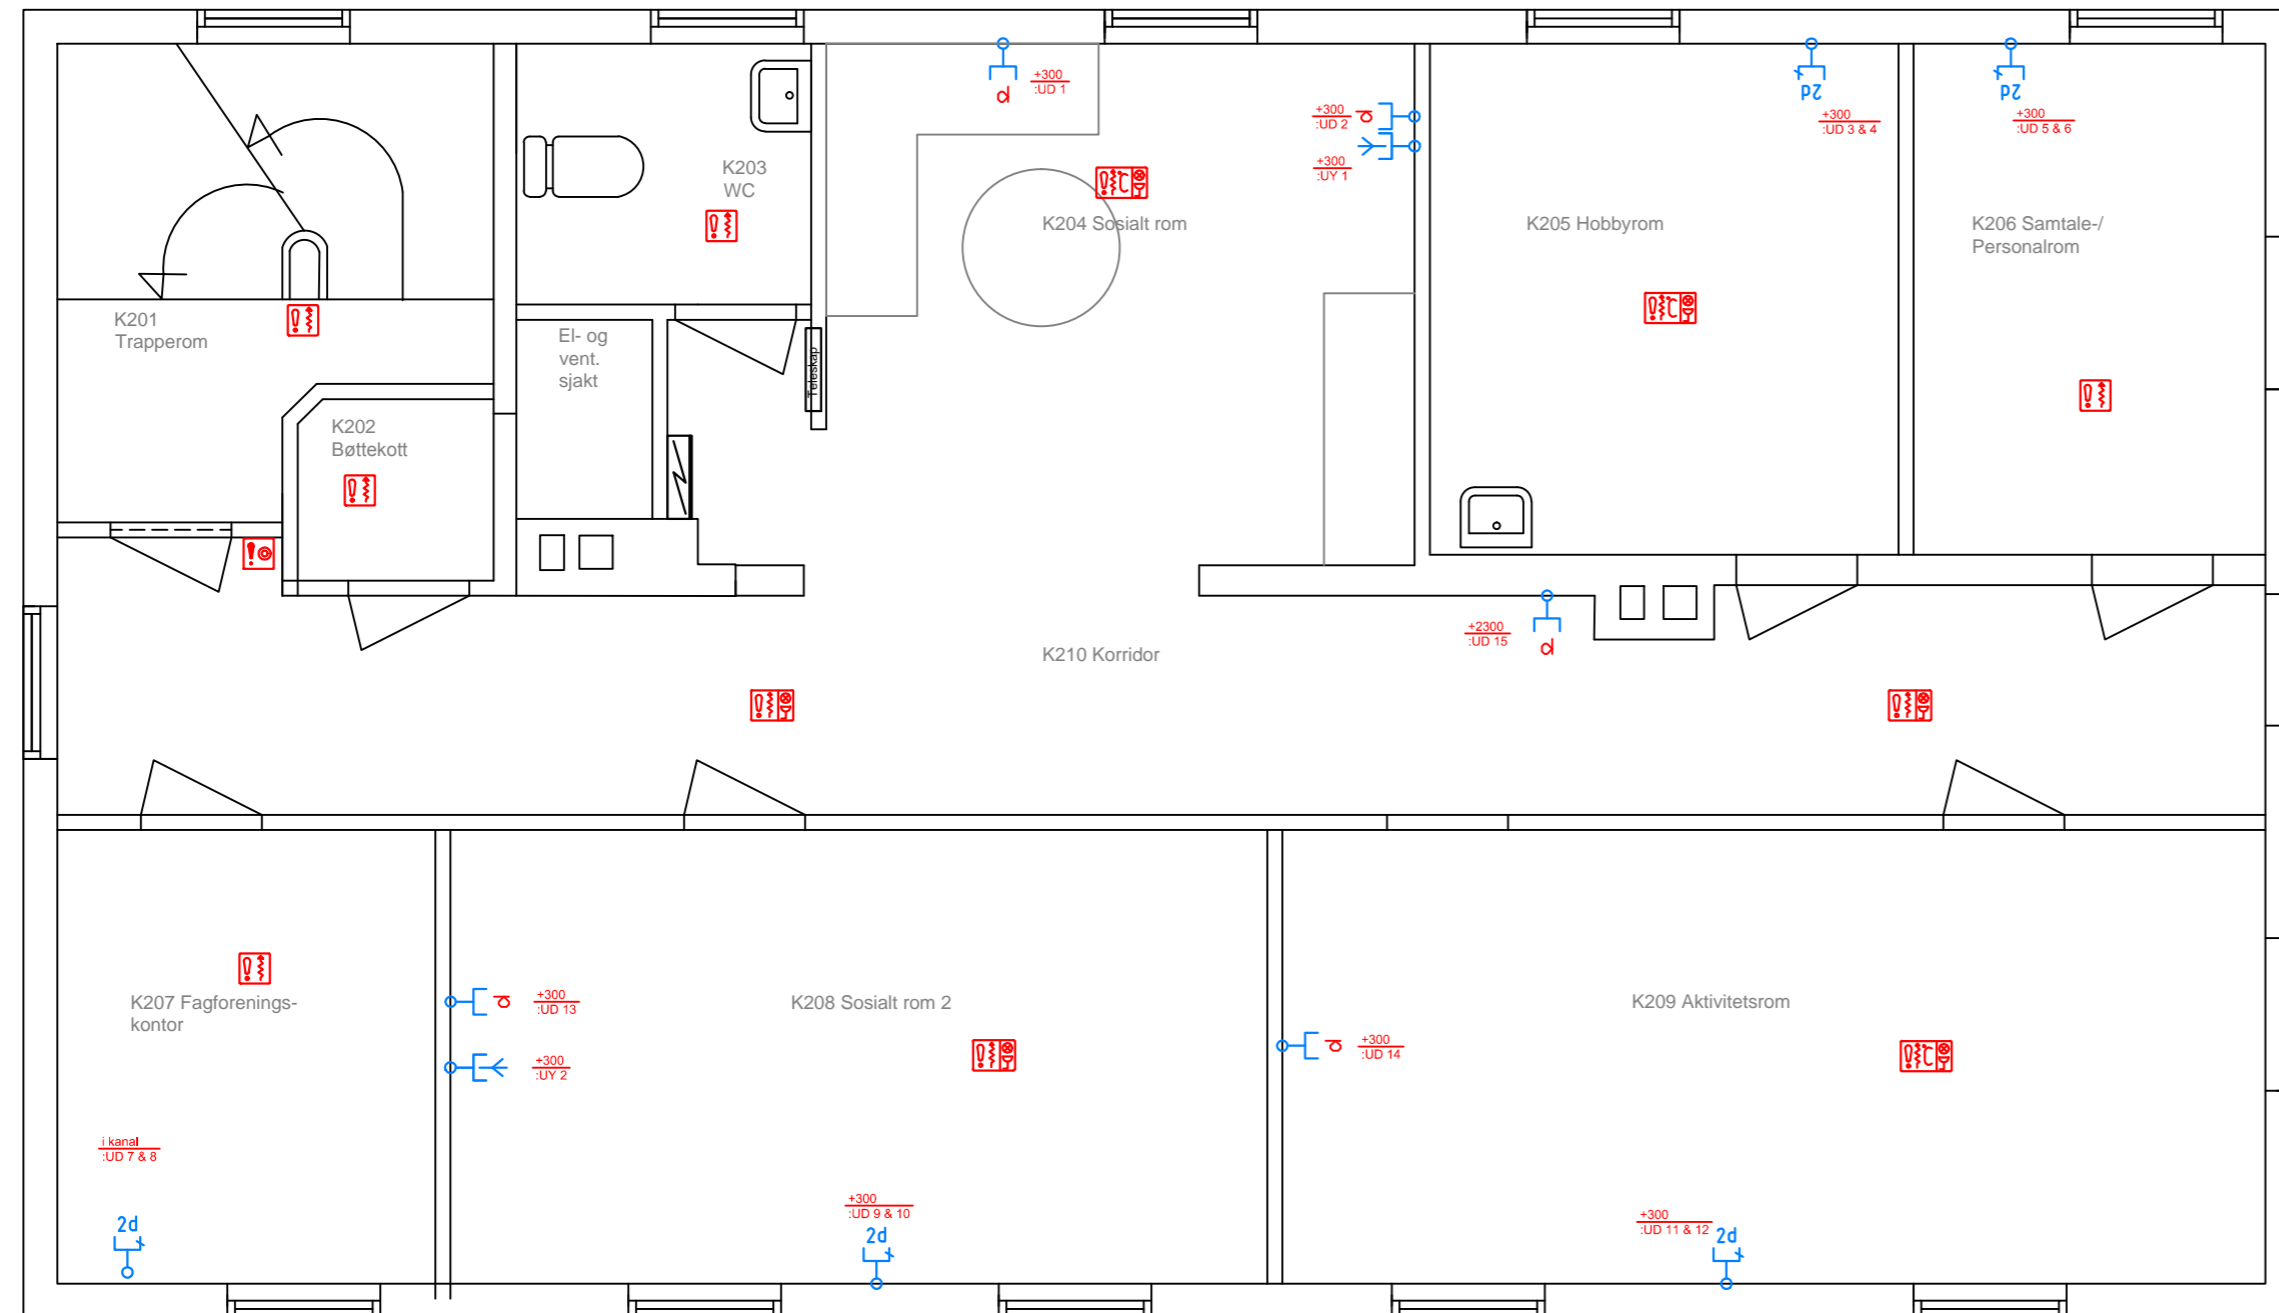 +300
:UD 1
d
+300
:UD 2
d
+300
:UY 1
2d
+300
:UD 3 & 4
2d
+300
:UD 5 & 6
K203
WC
K204 Sosialt rom
K205 Hobbyrom
K206 Samtale-/
Personalrom
K201
Trapperom
El- og
vent.
sjakt
Teleskap
K202
Bøttekott
+2300
:UD 15
d
K210 Korridor
K207 Fagforenings-
kontor
d
+300
:UD 13
+300
:UY 2
K208 Sosialt rom 2
d
+300
:UD 14
K209 Aktivitetsrom
i kanal
:UD 7 & 8
2d
+300
:UD 9 & 10
2d
+300
:UD 11 & 12
2d